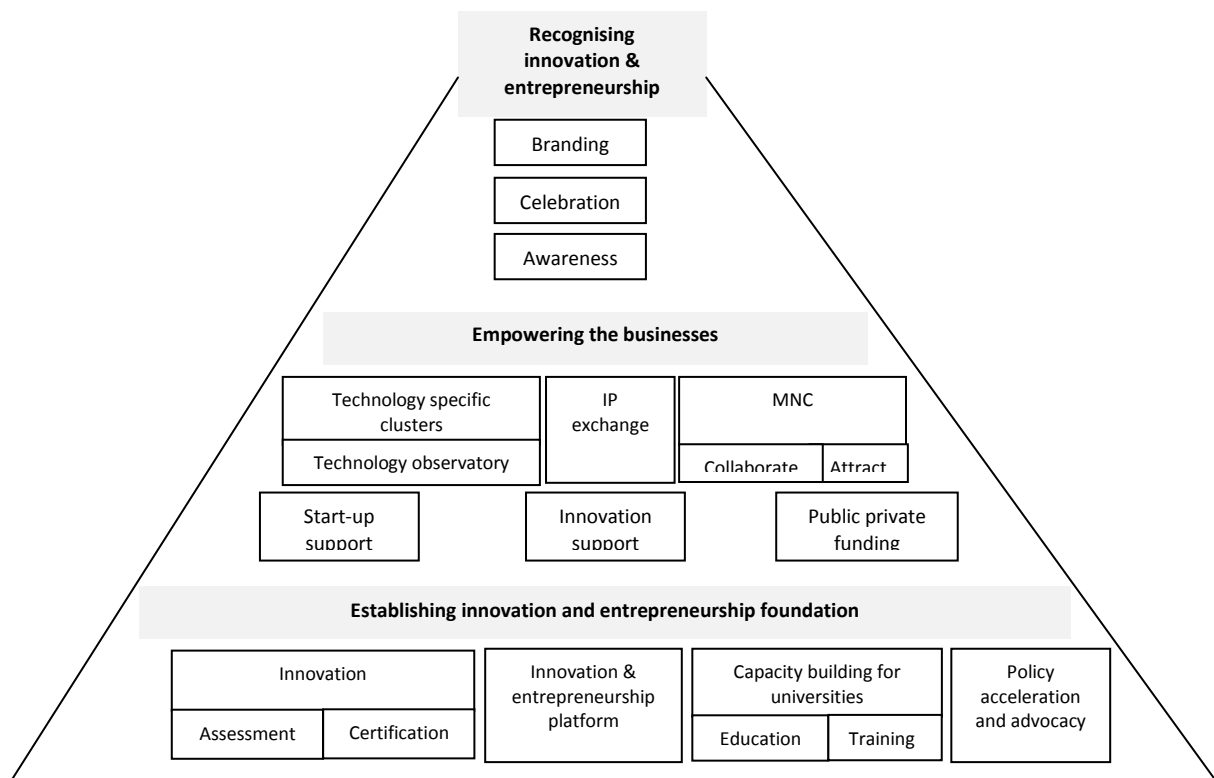 Recognising
innovation &
entrepreneurship
Branding
Celebration
Awareness
Empowering the businesses
Technology specific
clusters
Technology observatory
IP
exchange
MNC
Collaborate
Attract
Start-up
support
Innovation
support
Public private
funding
Establishing innovation and entrepreneurship foundation
Innovation
Assessment
Certification
Innovation &
entrepreneurship
platform
Capacity building for
universities
Education
Training
Policy
acceleration
and advocacy